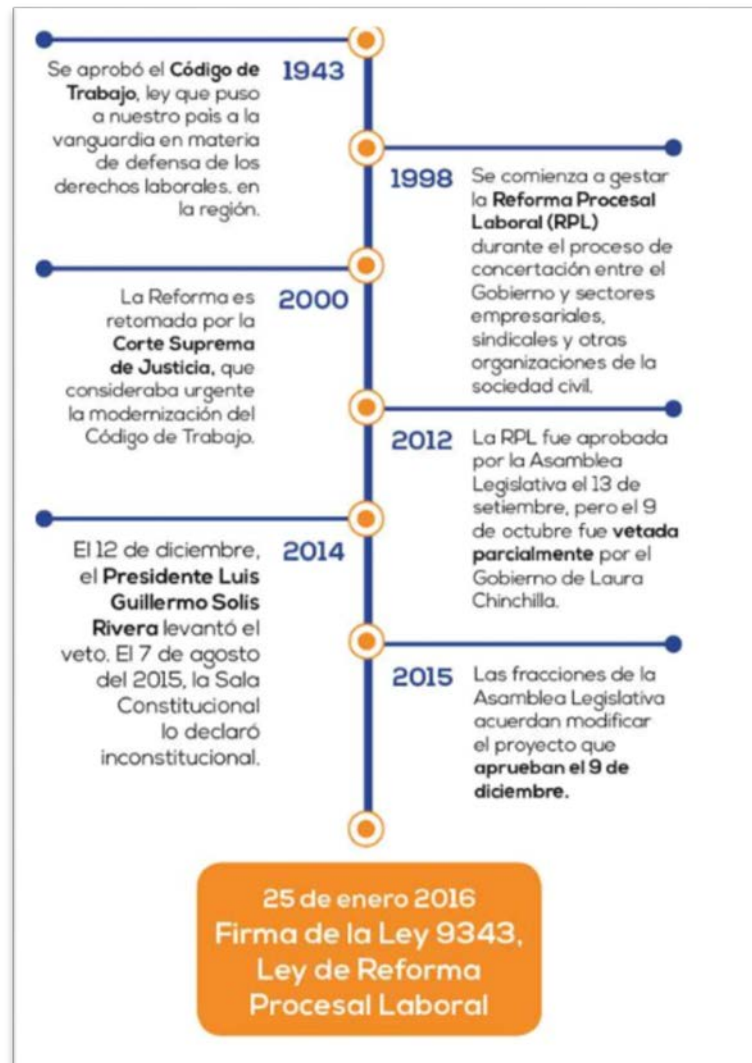 1943
Se aprobó el Código de
Trabajo, ley que puso
a nuestro país a la
vanguardia en materia
de defensa de los
derechos laborales. en
la región.
1998
Se comienza a gestar
la Reforma Procesal
Laboral (RPL)
durante el proceso de
concertación entre el
Gobierno y sectores
empresariales,
sindicales y otras
organizaciones de la
sociedad civil.
2000
La Reforma es
retomada por la
Corte Suprema
de Justicia, que
consideraba urgente
la modernización del
Código de Trabajo.
2012
La RPL fue aprobada
por la Asamblea
Legislativa el 13 de
setiembre, pero el 9
de octubre fue vetada
parcialmente por el
Gobierno de Laura
Chinchilla.
2014
El 12 de diciembre,
el Presidente Luis
Guillermo Solís
Rivera levantó el
veto. El 7 de agosto
del 2015, la Sala
Constitucional
lo declaró
inconstitucional.
2015
Las fracciones de la
Asamblea Legislativa
acuerdan modificar
el proyecto que
aprueban el 9 de
diciembre.
25 de enero 2016
Firma de la Ley 9343,
Ley de Reforma
Procesal Laboral